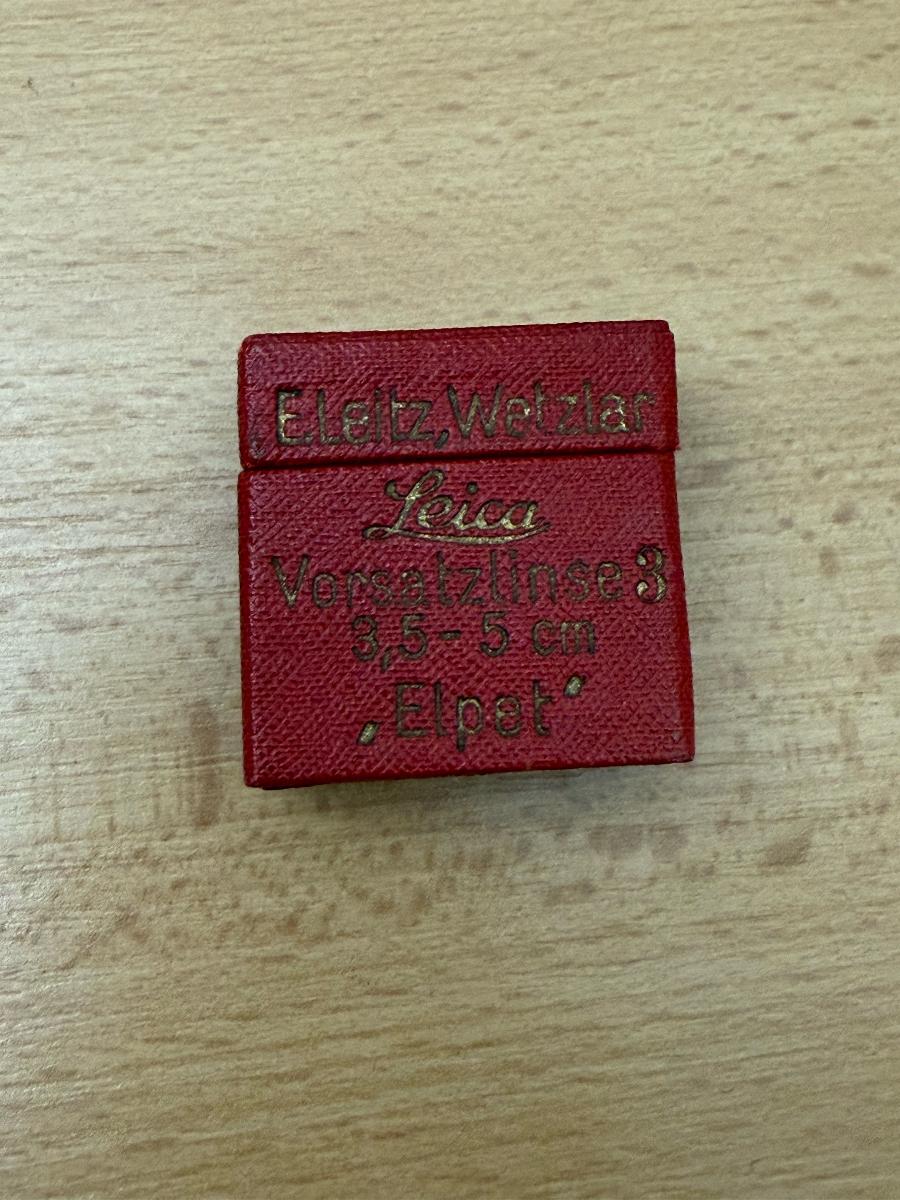 E.Leitz, Wetzlar
Leica
Vorsatzlinse 3
3,5 - 5 cm
„Elpet“